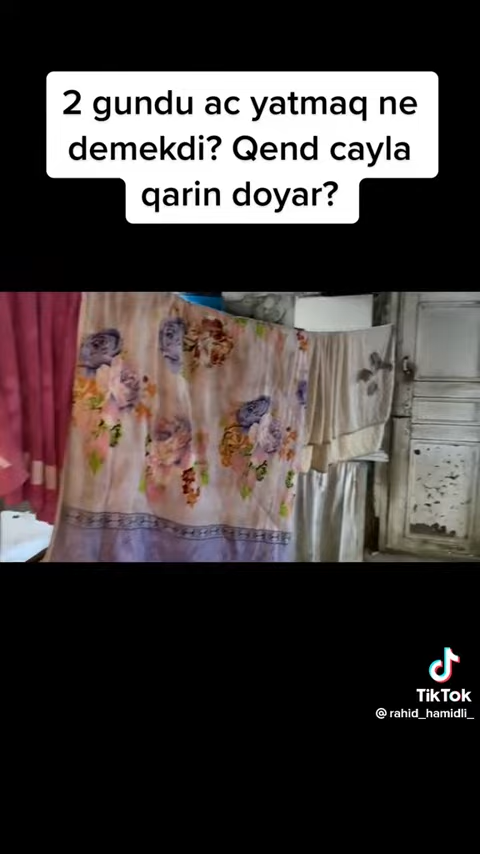 2 gundu ac yatmaq ne
demekdi? Qend cayla
qarin doyar?
TikTok
@rahid_hamidli_